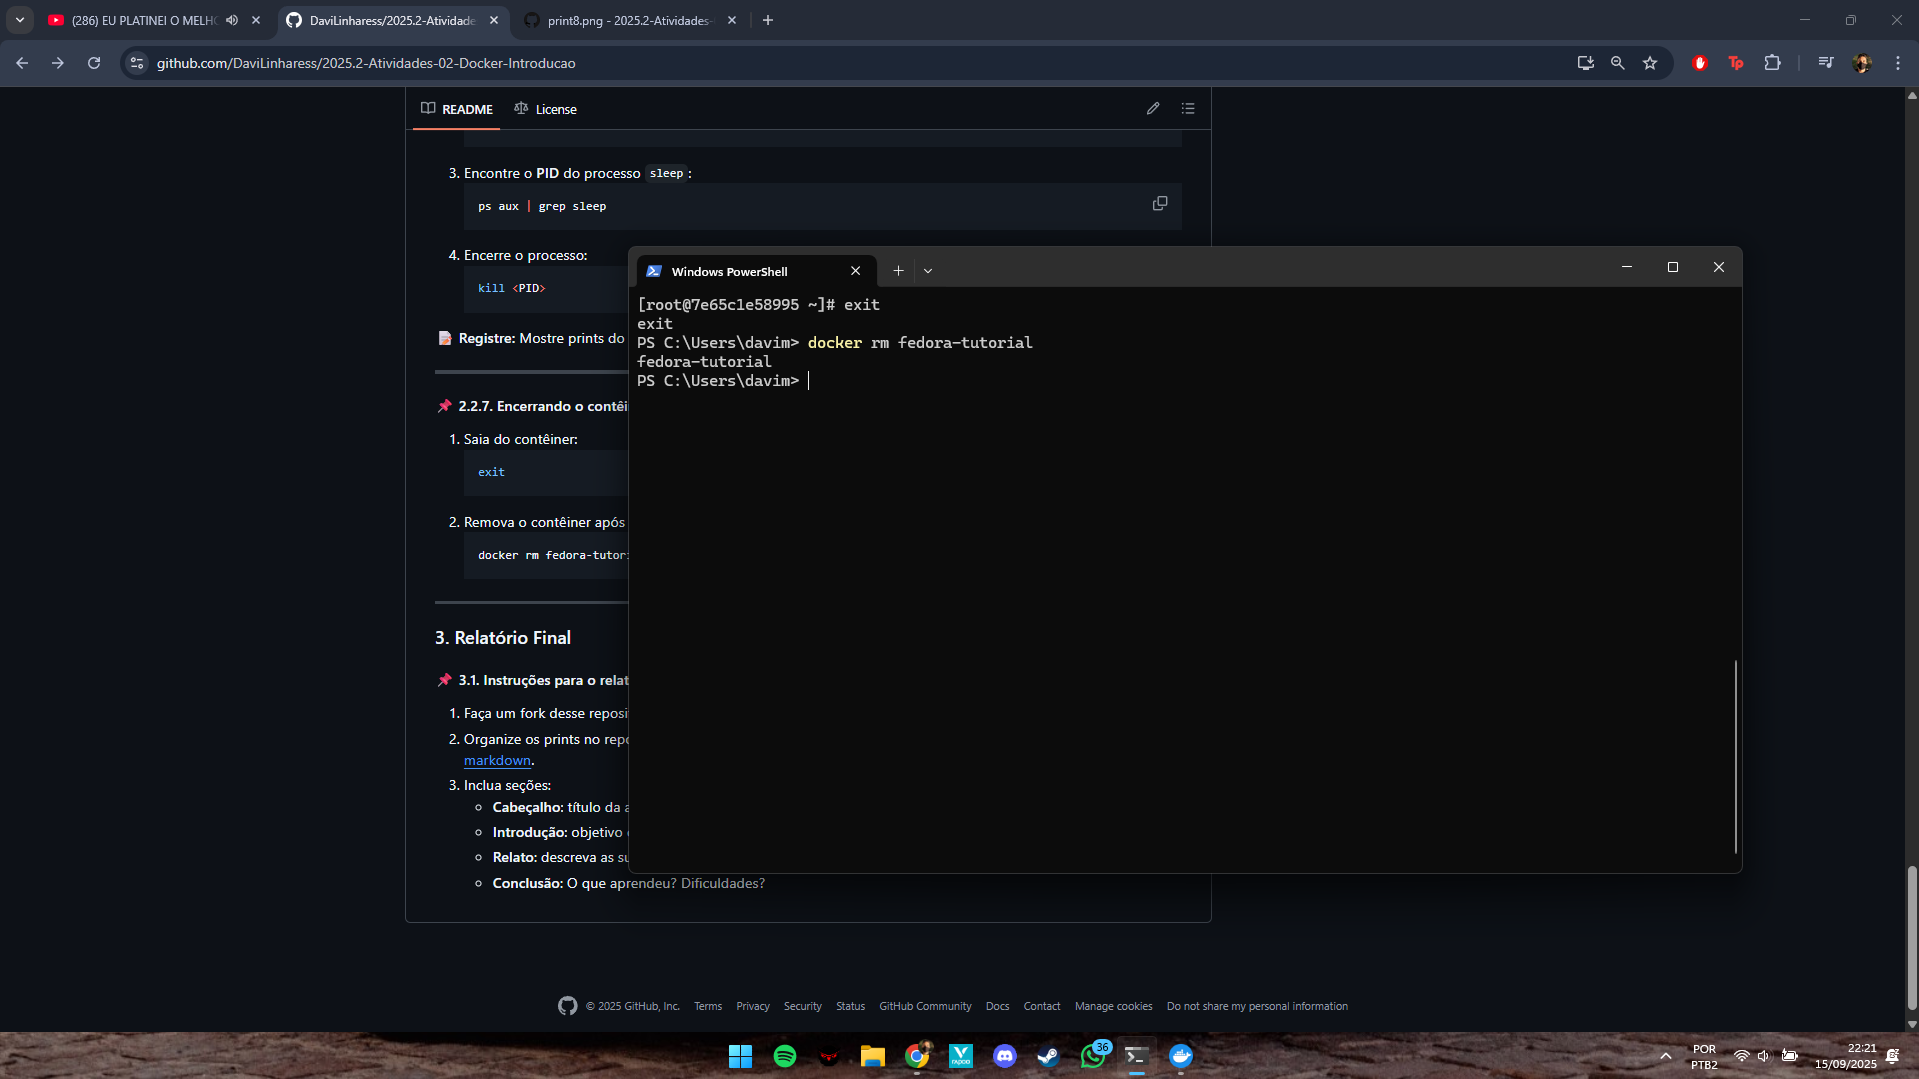 (286) EU PLATINEI O MELHO
DaviLinharess/2025.2-Atividade
print8.png - 2025.2-Atividades-
github.com/DaviLinharess/2025.2-Atividades-02-Docker-Introducao
README
License
3. Encontre o PID do processo sleep:
ps aux | grep sleep
4. Encerre o processo:
kill <PID>
Registre: Mostre prints do
2.2.7. Encerrando o contêi
1. Saia do contêiner:
exit
2. Remova o contêiner após
docker rm fedora-tutori
3. Relatório Final
3.1. Instruções para o relat
1. Faça um fork desse reposi
2. Organize os prints no repo
markdown.
3. Inclua seções:
Cabeçalho: título da a
Introdução: objetivo
Relato: descreva as su
Conclusão: O que aprendeu? Dificuldades?
Windows PowerShell
[root@7e65c1e58995 ~]# exit
exit
PS C:\Users\davim> docker rm fedora-tutorial
fedora-tutorial
PS C:\Users\davim>
© 2025 GitHub, Inc. Terms Privacy Security Status GitHub Community Docs Contact Manage cookies Do not share my personal information
Tp
V
RAPOO
36
POR
PTB2
22:21
15/09/2025